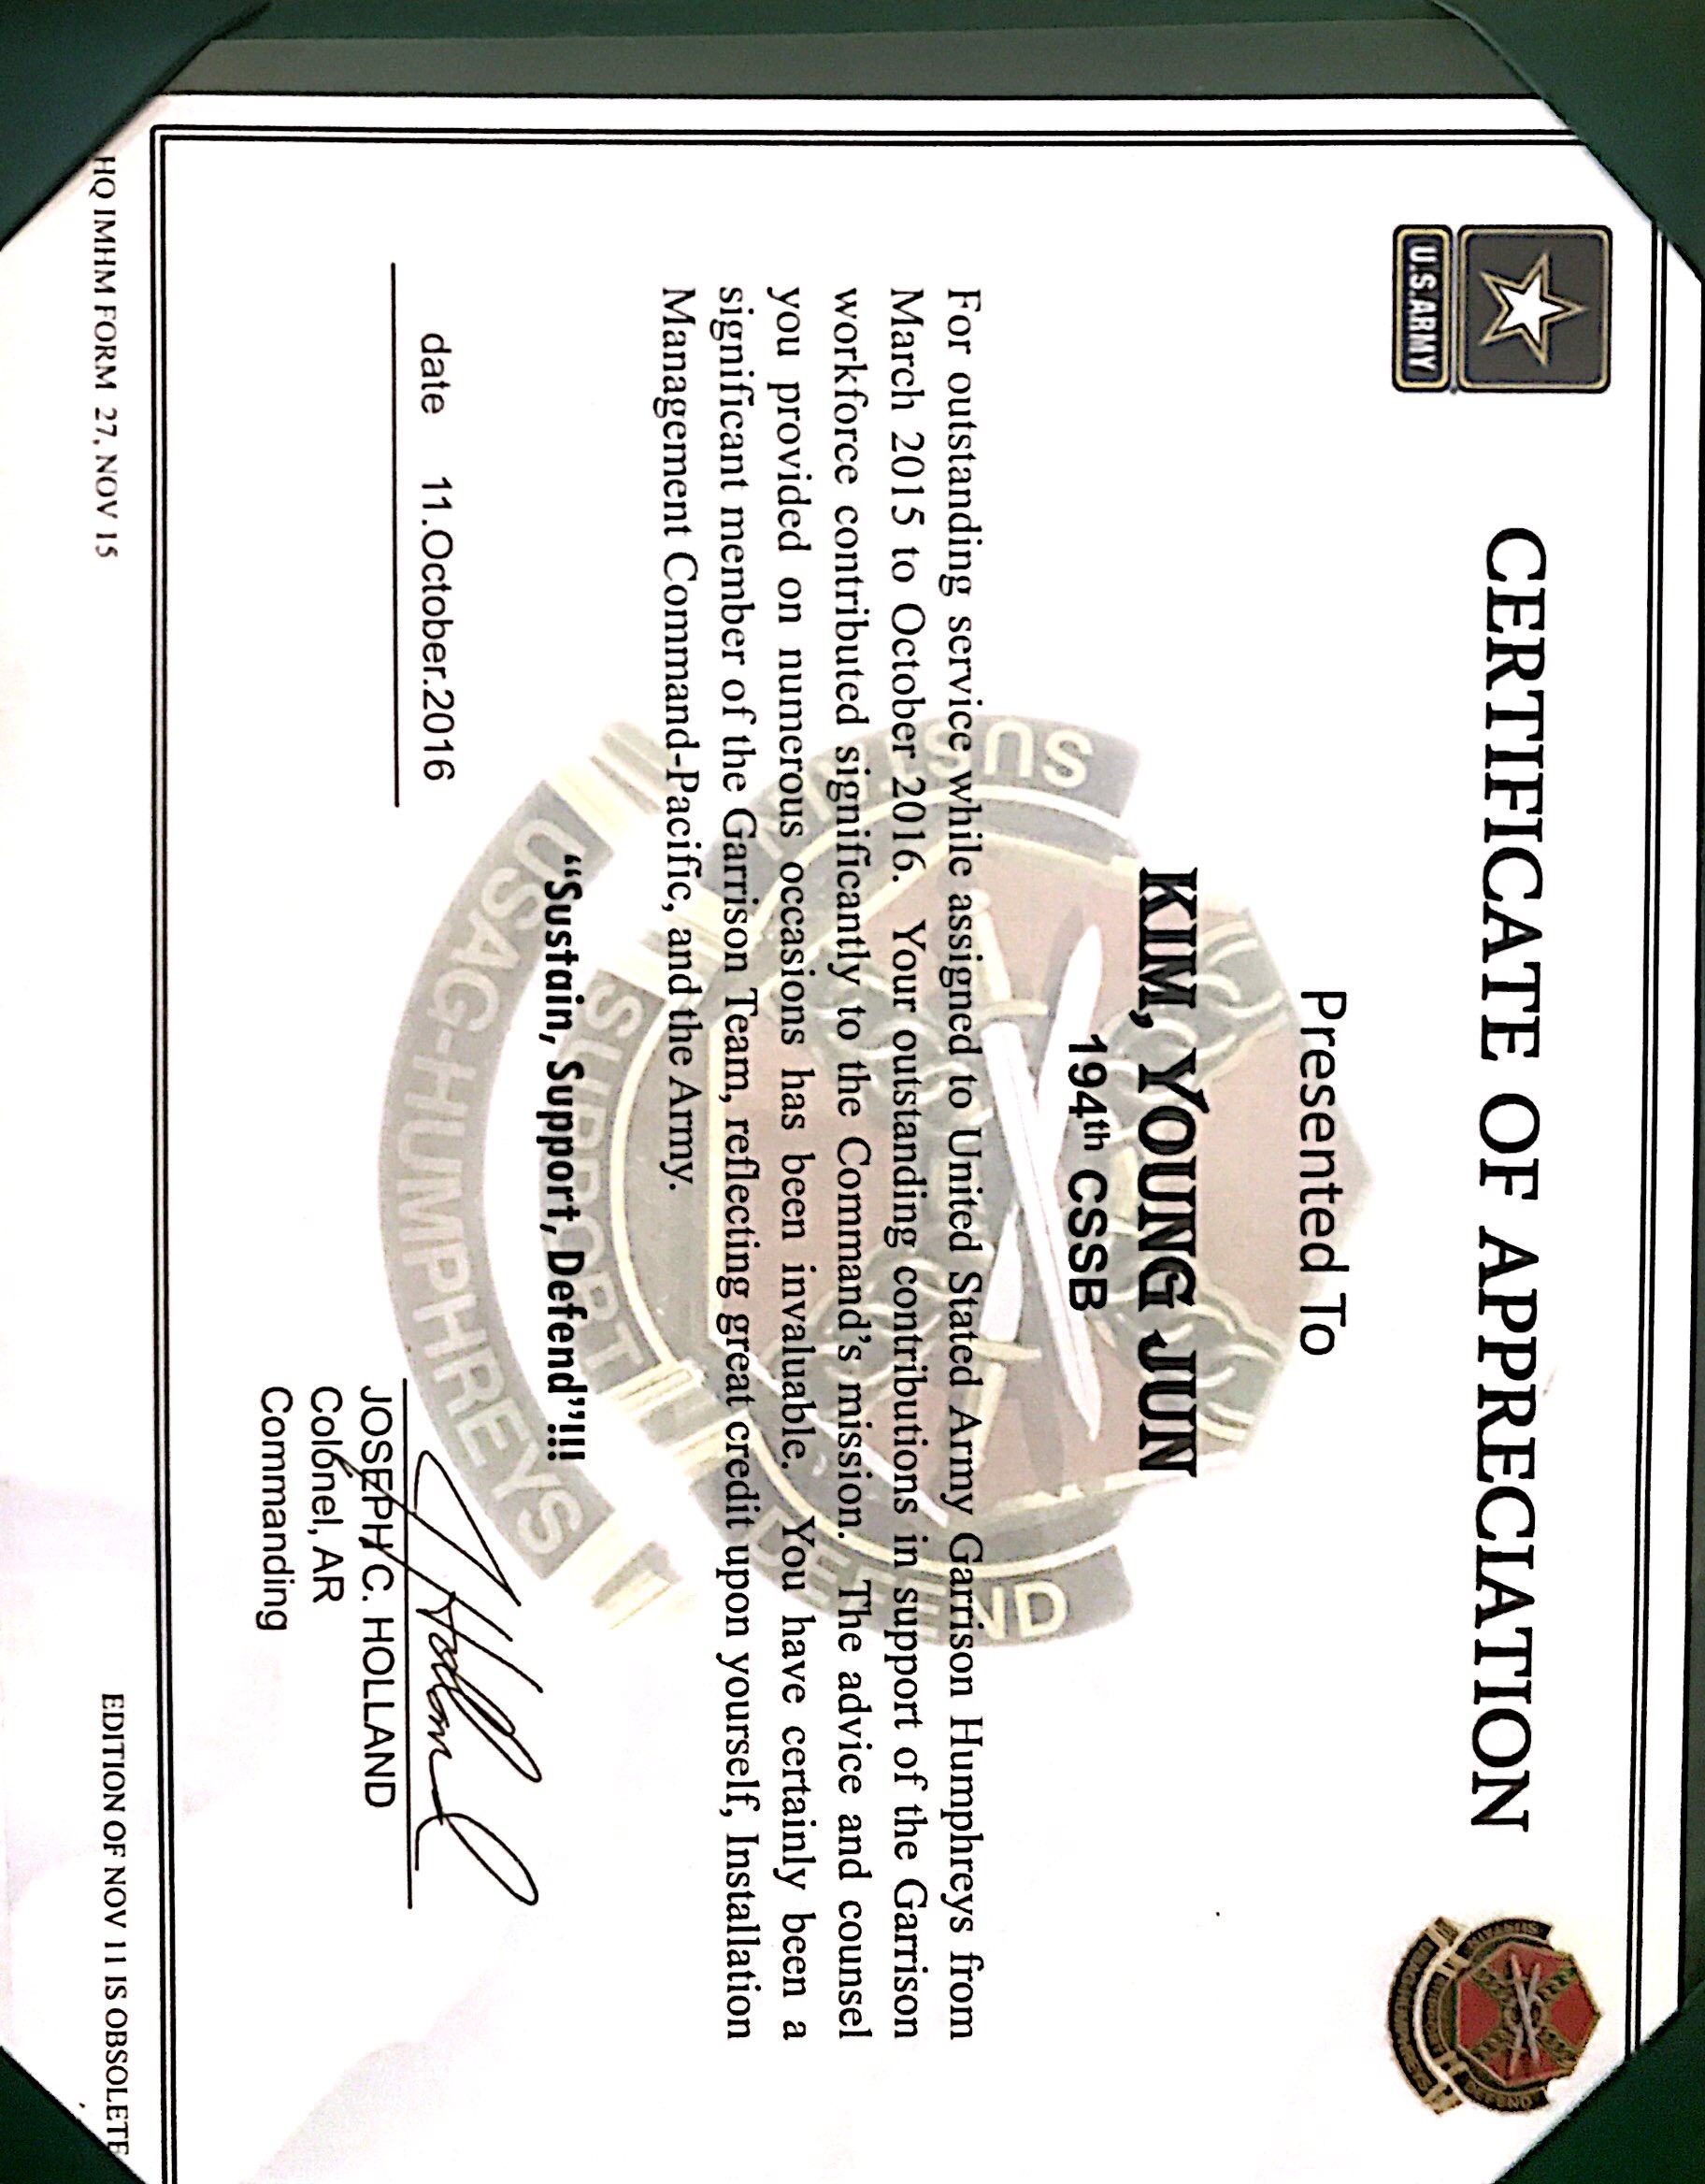 CERTIFICATE OF APPRECIATION
U.S.ARMY
SUSTAIN
SUPPORT
DEFEND
USAG-HUMPHREYS
Presented To
KIM, YOUNG JUN
194th CSSB
SUSTAIN
DEFEND
For outstanding service while assigned to United Stated Army Garrison Humphreys from
March 2015 to October 2016. Your outstanding contributions in support of the Garrison
workforce contributed significantly to the Command's mission. The advice and counsel
you provided on numerous occasions has been invaluable. You have certainly been a
significant member of the Garrison Team, reflecting great credit upon yourself, Installation
Management Command-Pacific, and the Army.
SUPPORT
"Sustain, Support, Defend"!!!
USAG-HUMPHREYS
date 11.October.2016
J Holland
JOSEPH C. HOLLAND
Colonel, AR
Commanding
HQ IMHM FORM 27, NOV 15
EDITION OF NOV 11 IS OBSOLETE